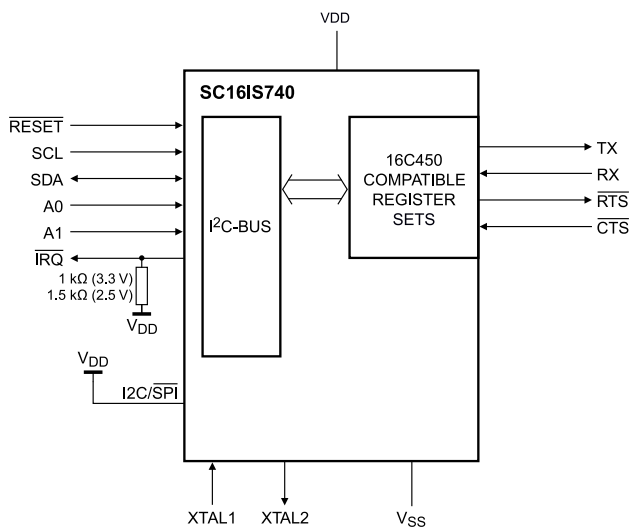 VDD
SC16IS740
RESET
SCL
SDA
A0
A1
IRQ
1 kΩ (3.3 V)
1.5 kΩ (2.5 V)
VDD
VDD
I2C/SPI
I²C-BUS
16C450
COMPATIBLE
REGISTER
SETS
TX
RX
RTS
CTS
XTAL1
XTAL2
VSS